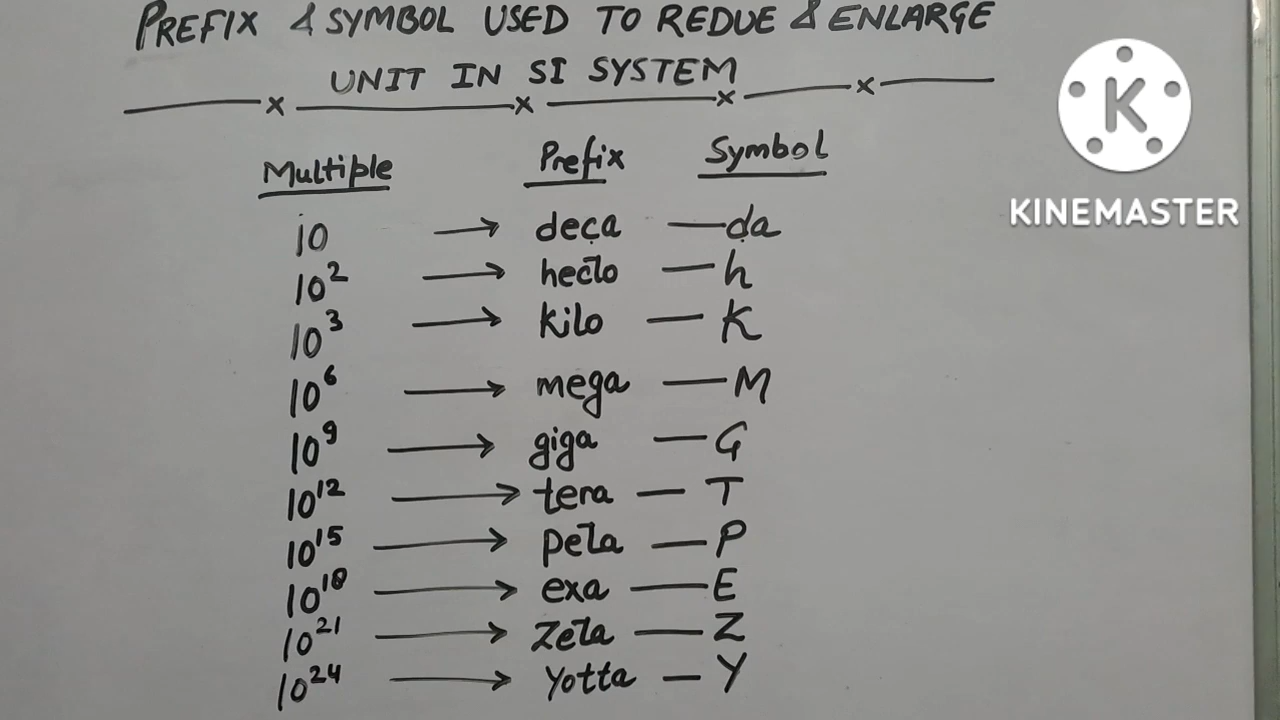 PREFIX & SYMBOL USED TO REDUE & ENLARGE
UNIT IN SI SYSTEM
Multiple Prefix Symbol
10 → deca — da
10² → hecto — h
10³ → kilo — K
10⁶ → mega — M
10⁹ → giga — G
10¹² → tera — T
10¹⁵ → peta — P
10¹⁸ → exa — E
10²¹ → Zeta — Z
10²⁴ → Yotta — Y
K
KINEMASTER